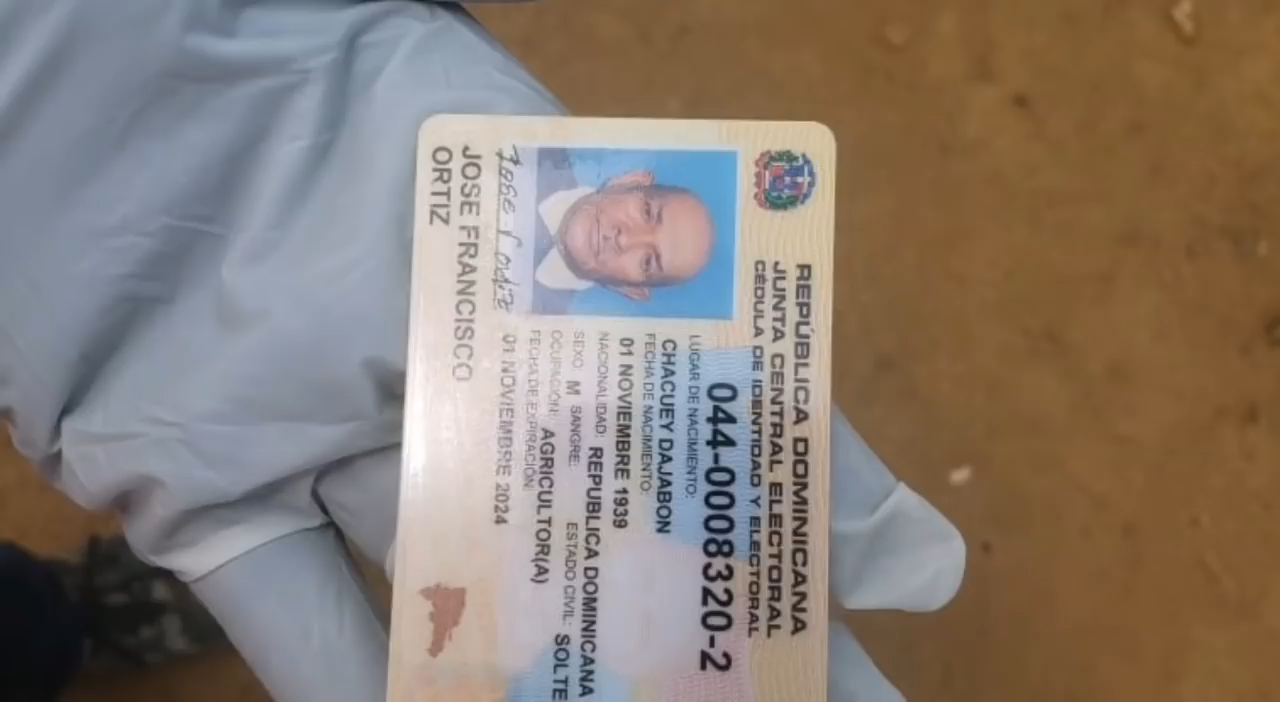 REPÚBLICA DOMINICANA
JUNTA CENTRAL ELECTORAL
CÉDULA DE IDENTIDAD Y ELECTORAL
044-0008320-2
LUGAR DE NACIMIENTO:
CHACUEY DAJABON
FECHA DE NACIMIENTO:
01 NOVIEMBRE 1939
NACIONALIDAD: REPUBLICA DOMINICANA
SEXO: M SANGRE: ESTADO CIVIL: SOLTE
OCUPACIÓN: AGRICULTOR(A)
FECHA DE EXPIRACIÓN:
01 NOVIEMBRE 2024
Jose
JOSE FRANCISCO
ORTIZ